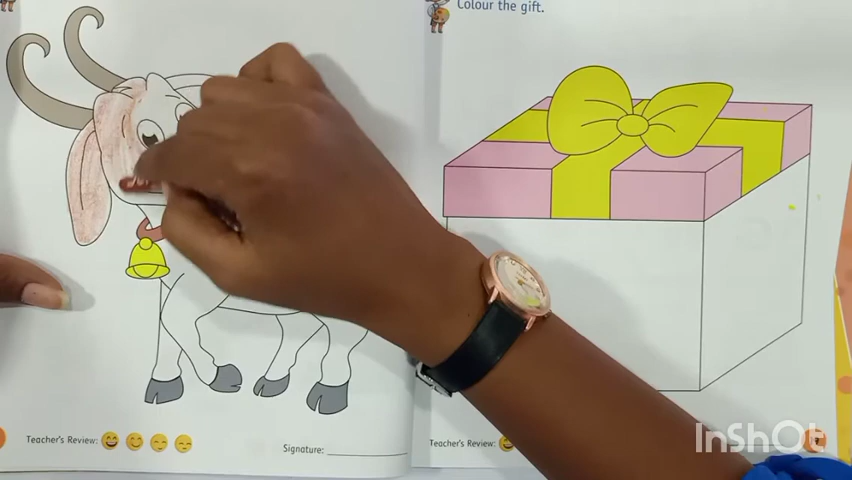 Colour the gift.
Teacher's Review:
Signature:
Teacher's Review:
InShOt